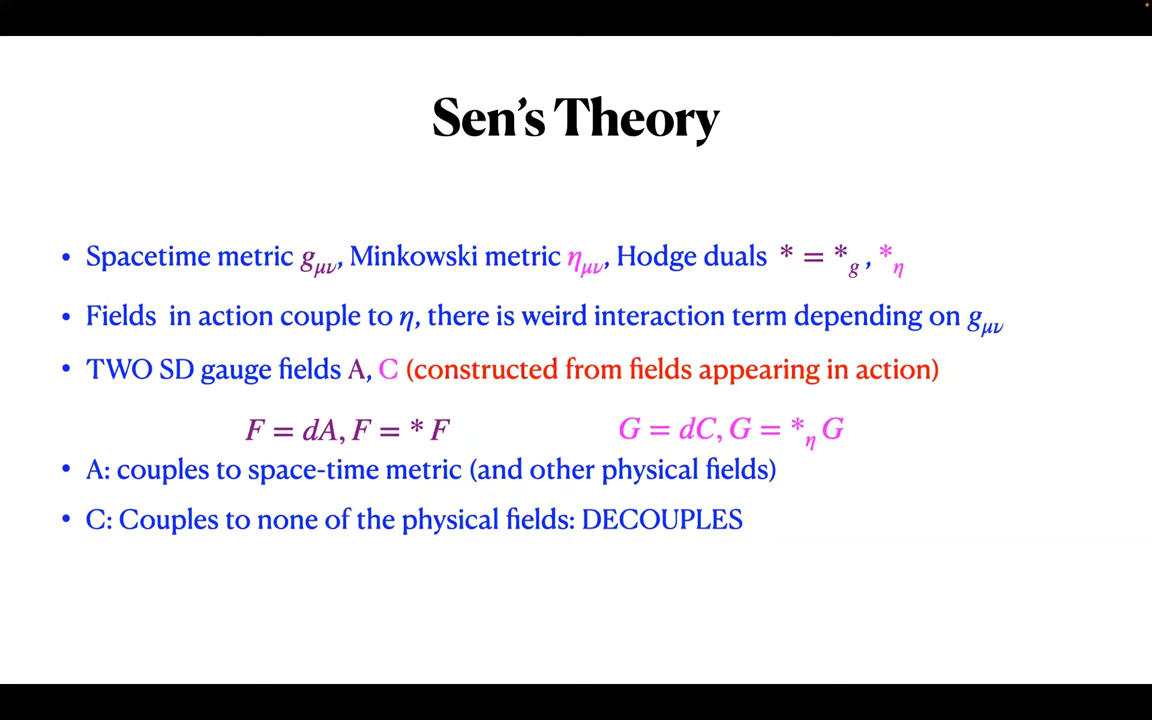 Sen's Theory
• Spacetime metric g_μν, Minkowski metric η_μν, Hodge duals * = *_g , *_η
• Fields in action couple to η, there is weird interaction term depending on g_μν
• TWO SD gauge fields A, C (constructed from fields appearing in action)
F = dA, F = * F G = dC, G = *_η G
• A: couples to space-time metric (and other physical fields)
• C: Couples to none of the physical fields: DECOUPLES